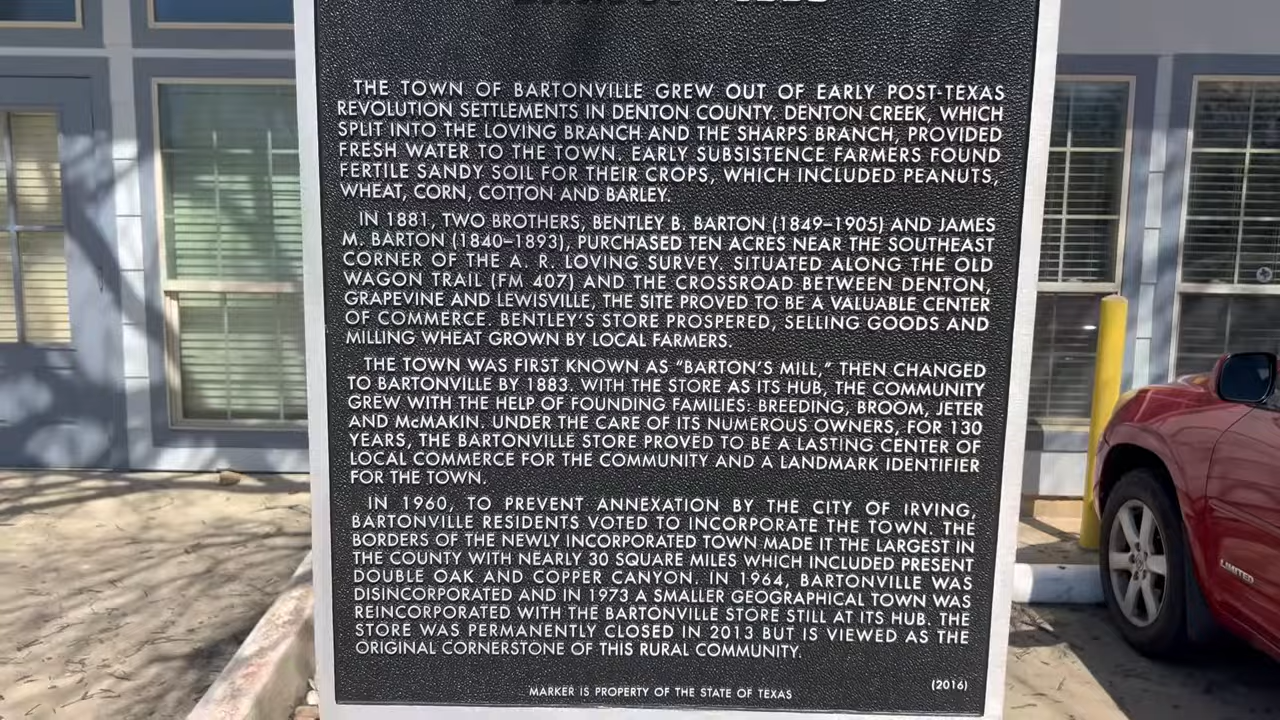 THE TOWN OF BARTONVILLE GREW OUT OF EARLY POST-TEXAS
REVOLUTION SETTLEMENTS IN DENTON COUNTY. DENTON CREEK, WHICH
SPLIT INTO THE LOVING BRANCH AND THE SHARPS BRANCH, PROVIDED
FRESH WATER TO THE TOWN. EARLY SUBSISTENCE FARMERS FOUND
FERTILE SANDY SOIL FOR THEIR CROPS, WHICH INCLUDED PEANUTS,
WHEAT, CORN, COTTON AND BARLEY.
IN 1881, TWO BROTHERS, BENTLEY B. BARTON (1849–1905) AND JAMES
M. BARTON (1840–1893), PURCHASED TEN ACRES NEAR THE SOUTHEAST
CORNER OF THE A. R. LOVING SURVEY. SITUATED ALONG THE OLD
WAGON TRAIL (FM 407) AND THE CROSSROAD BETWEEN DENTON,
GRAPEVINE AND LEWISVILLE, THE SITE PROVED TO BE A VALUABLE CENTER
OF COMMERCE. BENTLEY'S STORE PROSPERED, SELLING GOODS AND
MILLING WHEAT GROWN BY LOCAL FARMERS.
THE TOWN WAS FIRST KNOWN AS "BARTON'S MILL," THEN CHANGED
TO BARTONVILLE BY 1883. WITH THE STORE AS ITS HUB, THE COMMUNITY
GREW WITH THE HELP OF FOUNDING FAMILIES: BREEDING, BROOM, JETER
AND McMAKIN. UNDER THE CARE OF ITS NUMEROUS OWNERS, FOR 130
YEARS, THE BARTONVILLE STORE PROVED TO BE A LASTING CENTER OF
LOCAL COMMERCE FOR THE COMMUNITY AND A LANDMARK IDENTIFIER
FOR THE TOWN.
IN 1960, TO PREVENT ANNEXATION BY THE CITY OF IRVING,
BARTONVILLE RESIDENTS VOTED TO INCORPORATE THE TOWN. THE
BORDERS OF THE NEWLY INCORPORATED TOWN MADE IT THE LARGEST IN
THE COUNTY WITH NEARLY 30 SQUARE MILES WHICH INCLUDED PRESENT
DOUBLE OAK AND COPPER CANYON. IN 1964, BARTONVILLE WAS
DISINCORPORATED AND IN 1973 A SMALLER GEOGRAPHICAL TOWN WAS
REINCORPORATED WITH THE BARTONVILLE STORE STILL AT ITS HUB. THE
STORE WAS PERMANENTLY CLOSED IN 2013 BUT IS VIEWED AS THE
ORIGINAL CORNERSTONE OF THIS RURAL COMMUNITY.
(2016)
MARKER IS PROPERTY OF THE STATE OF TEXAS
LIMITED